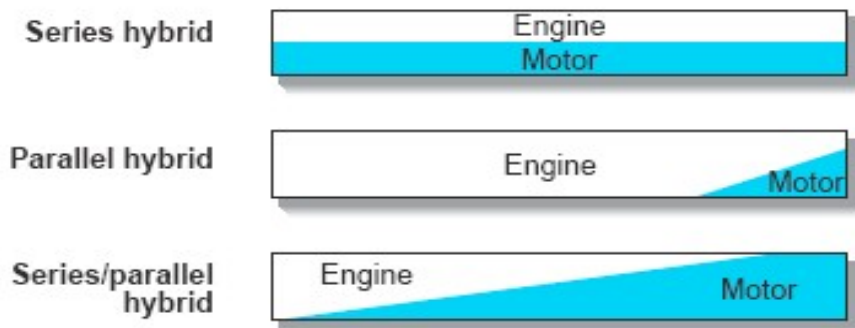 Series hybrid
Engine
Motor
Parallel hybrid
Engine
Motor
Series/parallel
hybrid
Engine
Motor